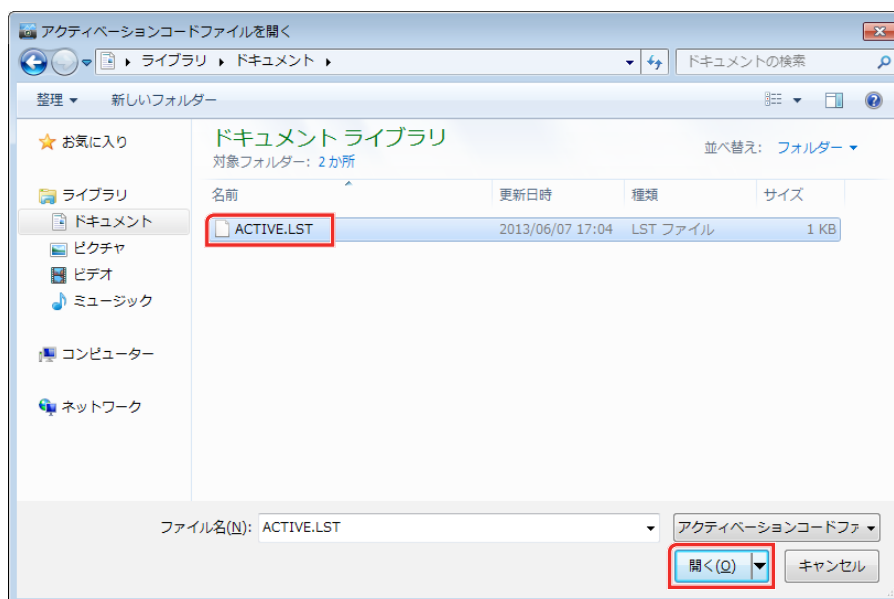 アクティベーションコードファイルを開く
ライブラリ ドキュメント
ドキュメントの検索
整理 新しいフォルダー
お気に入り
ライブラリ
ドキュメント
ピクチャ
ビデオ
ミュージック
コンピューター
ネットワーク
ドキュメント ライブラリ
対象フォルダー: 2 か所
並べ替え: フォルダー
名前 更新日時 種類 サイズ
ACTIVE.LST 2013/06/07 17:04 LST ファイル 1 KB
ファイル名(N): ACTIVE.LST
アクティベーションコードファ
開く(O) キャンセル